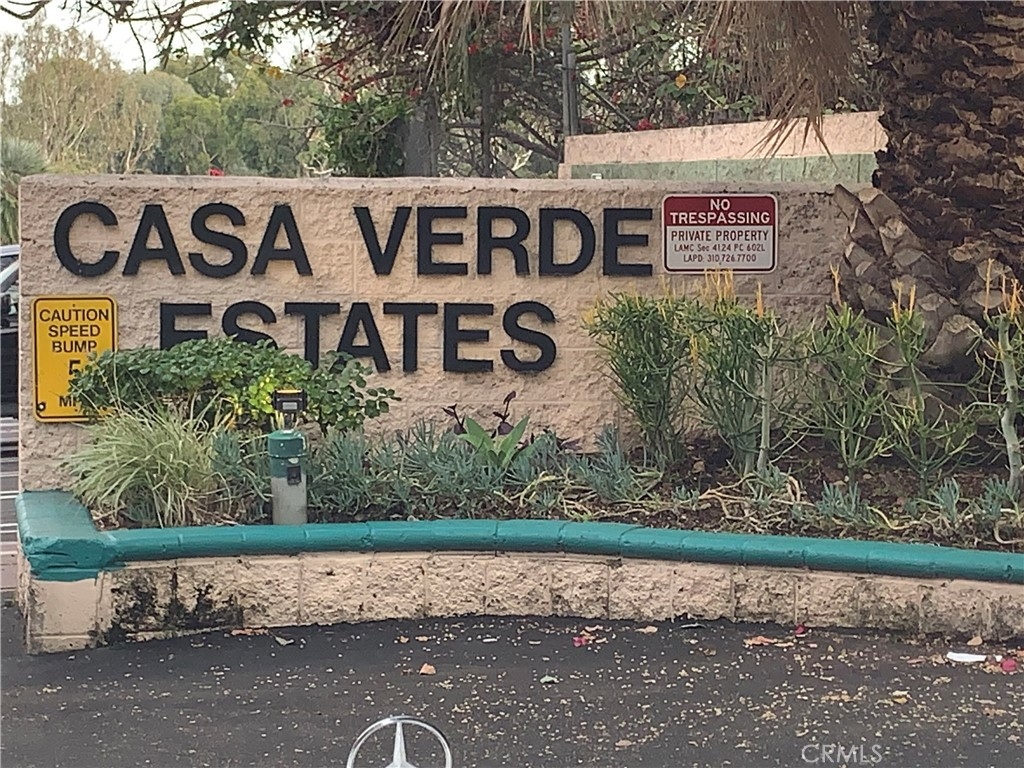 CASA VERDE
ESTATES
NO
TRESPASSING
PRIVATE PROPERTY
LAMC Sec 41.24 PC 602L
LAPD: 310.726.7700
CAUTION
SPEED
BUMP
5
CRMLS